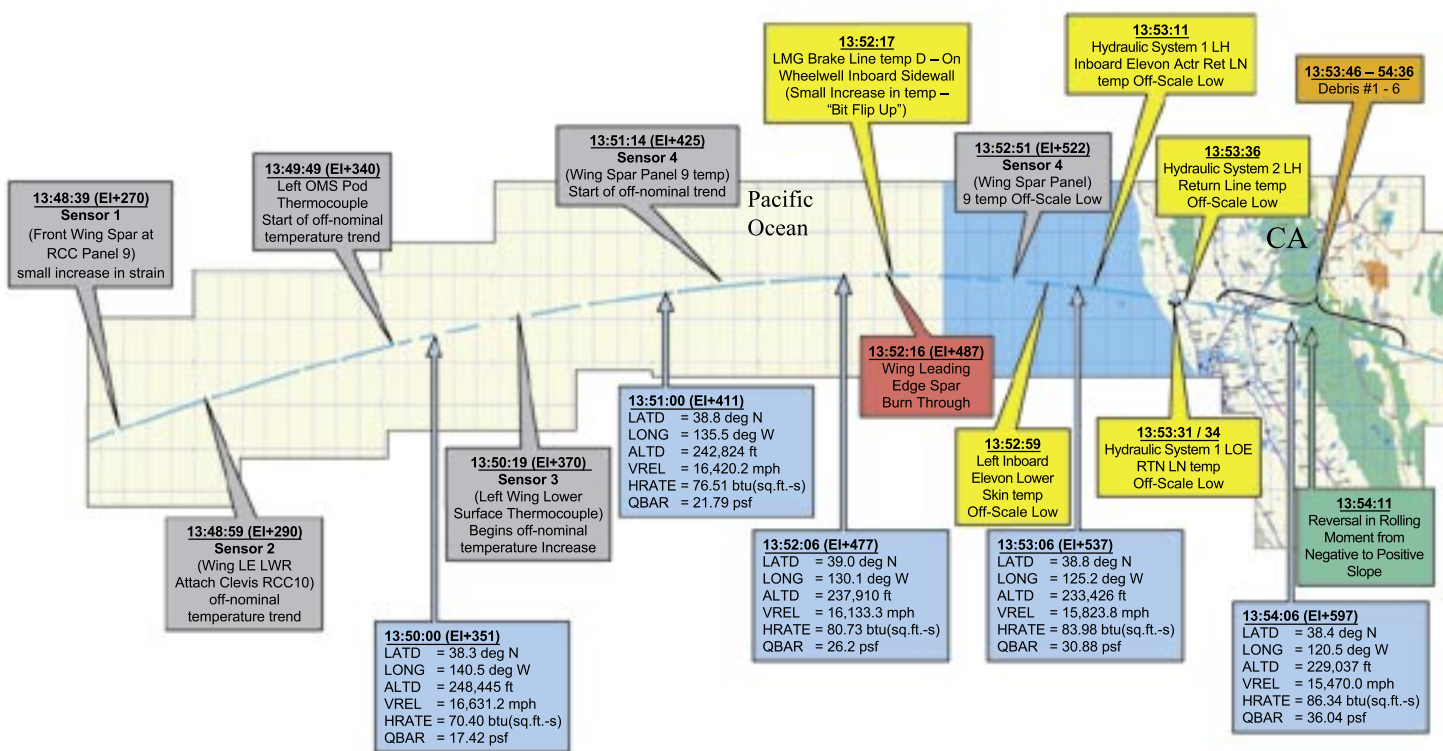 13:48:39 (EI+270)
Sensor 1
(Front Wing Spar at
RCC Panel 9)
small increase in strain
13:49:49 (EI+340)
Left OMS Pod
Thermocouple
Start of off-nominal
temperature trend
13:51:14 (EI+425)
Sensor 4
(Wing Spar Panel 9 temp)
Start of off-nominal trend
13:52:17
LMG Brake Line temp D – On
Wheelwell Inboard Sidewall
(Small Increase in temp –
“Bit Flip Up”)
13:52:51 (EI+522)
Sensor 4
(Wing Spar Panel)
9 temp Off-Scale Low
13:53:11
Hydraulic System 1 LH
Inboard Elevon Actr Ret LN
temp Off-Scale Low
13:53:36
Hydraulic System 2 LH
Return Line temp
Off-Scale Low
13:53:46 – 54:36
Debris #1 - 6
Pacific
Ocean
CA
13:48:59 (EI+290)
Sensor 2
(Wing LE LWR
Attach Clevis RCC10)
off-nominal
temperature trend
13:50:00 (EI+351)
LATD = 38.3 deg N
LONG = 140.5 deg W
ALTD = 248,445 ft
VREL = 16,631.2 mph
HRATE = 70.40 btu(sq.ft.-s)
QBAR = 17.42 psf
13:50:19 (EI+370)
Sensor 3
(Left Wing Lower
Surface Thermocouple)
Begins off-nominal
temperature Increase
13:51:00 (EI+411)
LATD = 38.8 deg N
LONG = 135.5 deg W
ALTD = 242,824 ft
VREL = 16,420.2 mph
HRATE = 76.51 btu(sq.ft.-s)
QBAR = 21.79 psf
13:52:06 (EI+477)
LATD = 39.0 deg N
LONG = 130.1 deg W
ALTD = 237,910 ft
VREL = 16,133.3 mph
HRATE = 80.73 btu(sq.ft.-s)
QBAR = 26.2 psf
13:52:16 (EI+487)
Wing Leading
Edge Spar
Burn Through
13:52:59
Left Inboard
Elevon Lower
Skin temp
Off-Scale Low
13:53:06 (EI+537)
LATD = 38.8 deg N
LONG = 125.2 deg W
ALTD = 233,426 ft
VREL = 15,823.8 mph
HRATE = 83.98 btu(sq.ft.-s)
QBAR = 30.88 psf
13:53:31 / 34
Hydraulic System 1 LOE
RTN LN temp
Off-Scale Low
13:54:11
Reversal in Rolling
Moment from
Negative to Positive
Slope
13:54:06 (EI+597)
LATD = 38.4 deg N
LONG = 120.5 deg W
ALTD = 229,037 ft
VREL = 15,470.0 mph
HRATE = 86.34 btu(sq.ft.-s)
QBAR = 36.04 psf